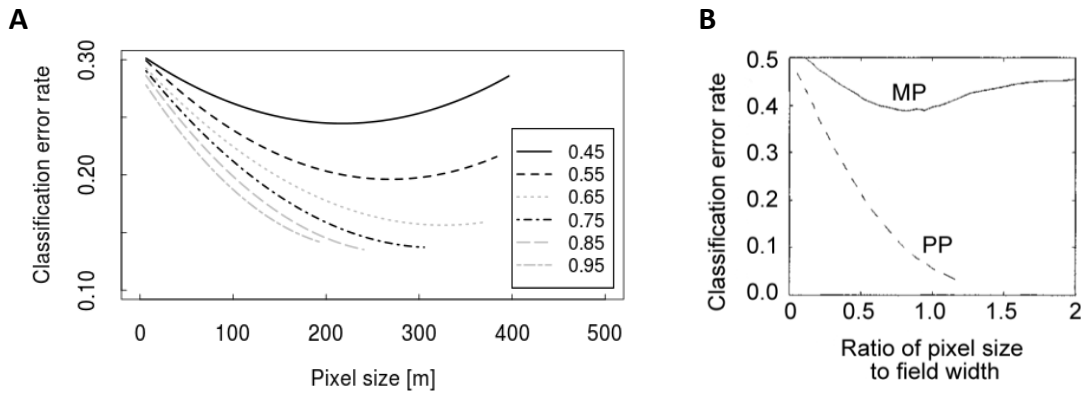 A
Classification error rate
0.30
0.20
0.10
0
100
200
300
400
500
Pixel size [m]
0.45
0.55
0.65
0.75
0.85
0.95
B
Classification error rate
0.5
0.4
0.3
0.2
0.1
0.0
MP
PP
0
0.5
1.0
1.5
2
Ratio of pixel size
to field width